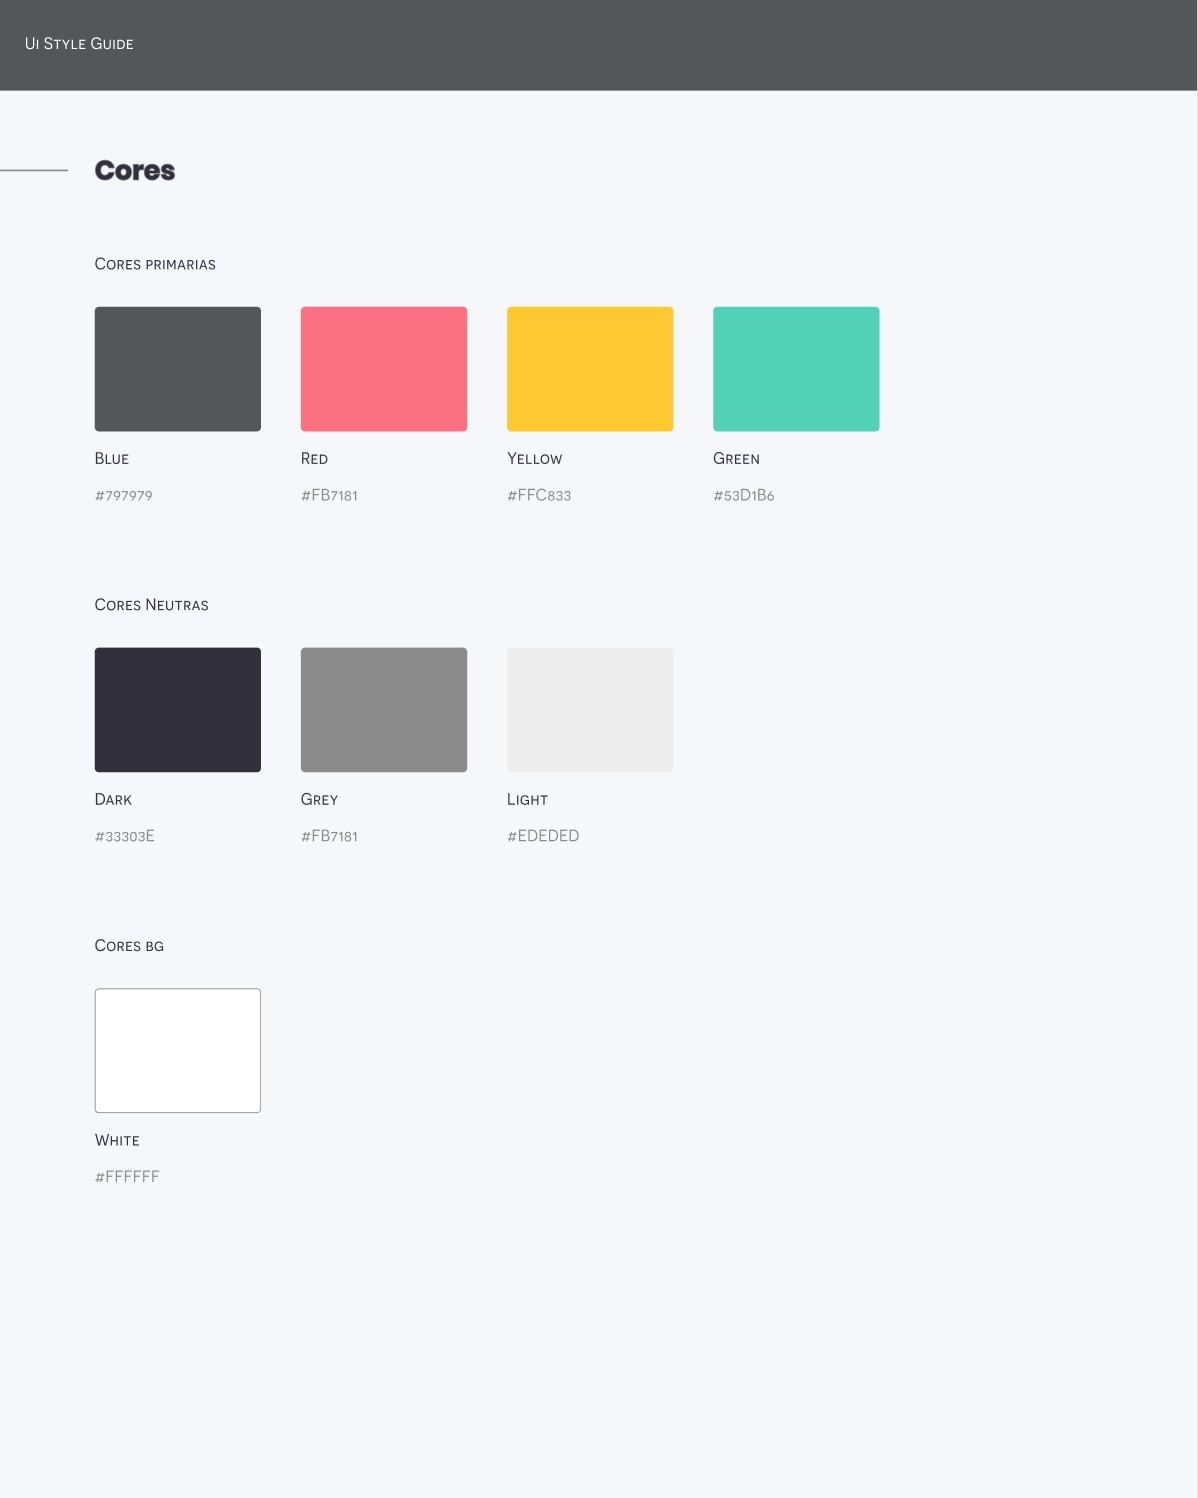 Ui Style Guide
Cores
Cores primarias
Blue Red Yellow Green
#797979 #FB7181 #FFC833 #53D1B6
Cores Neutras
Dark Grey Light
#33303E #FB7181 #EDEDED
Cores bg
White
#FFFFFF